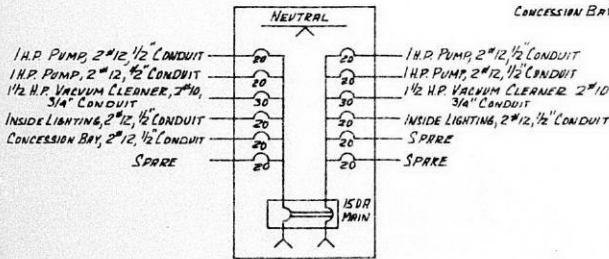 CONCESSION BAY
NEUTRAL
1 H.P. PUMP, 2#12, 1/2" CONDUIT 20 20 1 H.P. PUMP, 2#12, 1/2" CONDUIT
1 H.P. PUMP, 2#12, 1/2" CONDUIT 20 20 1 H.P. PUMP, 2#12, 1/2" CONDUIT
1 1/2 H.P. VACUUM CLEANER, 2#10, 30 30 1 1/2 H.P. VACUUM CLEANER 2#10
3/4" CONDUIT 3/4" CONDUIT
INSIDE LIGHTING, 2#12, 1/2" CONDUIT 20 20 INSIDE LIGHTING, 2#12, 1/2" CONDUIT
CONCESSION BAY, 2#12, 1/2" CONDUIT 20 20 SPARE
SPARE 20 20 SPARE
MAIN